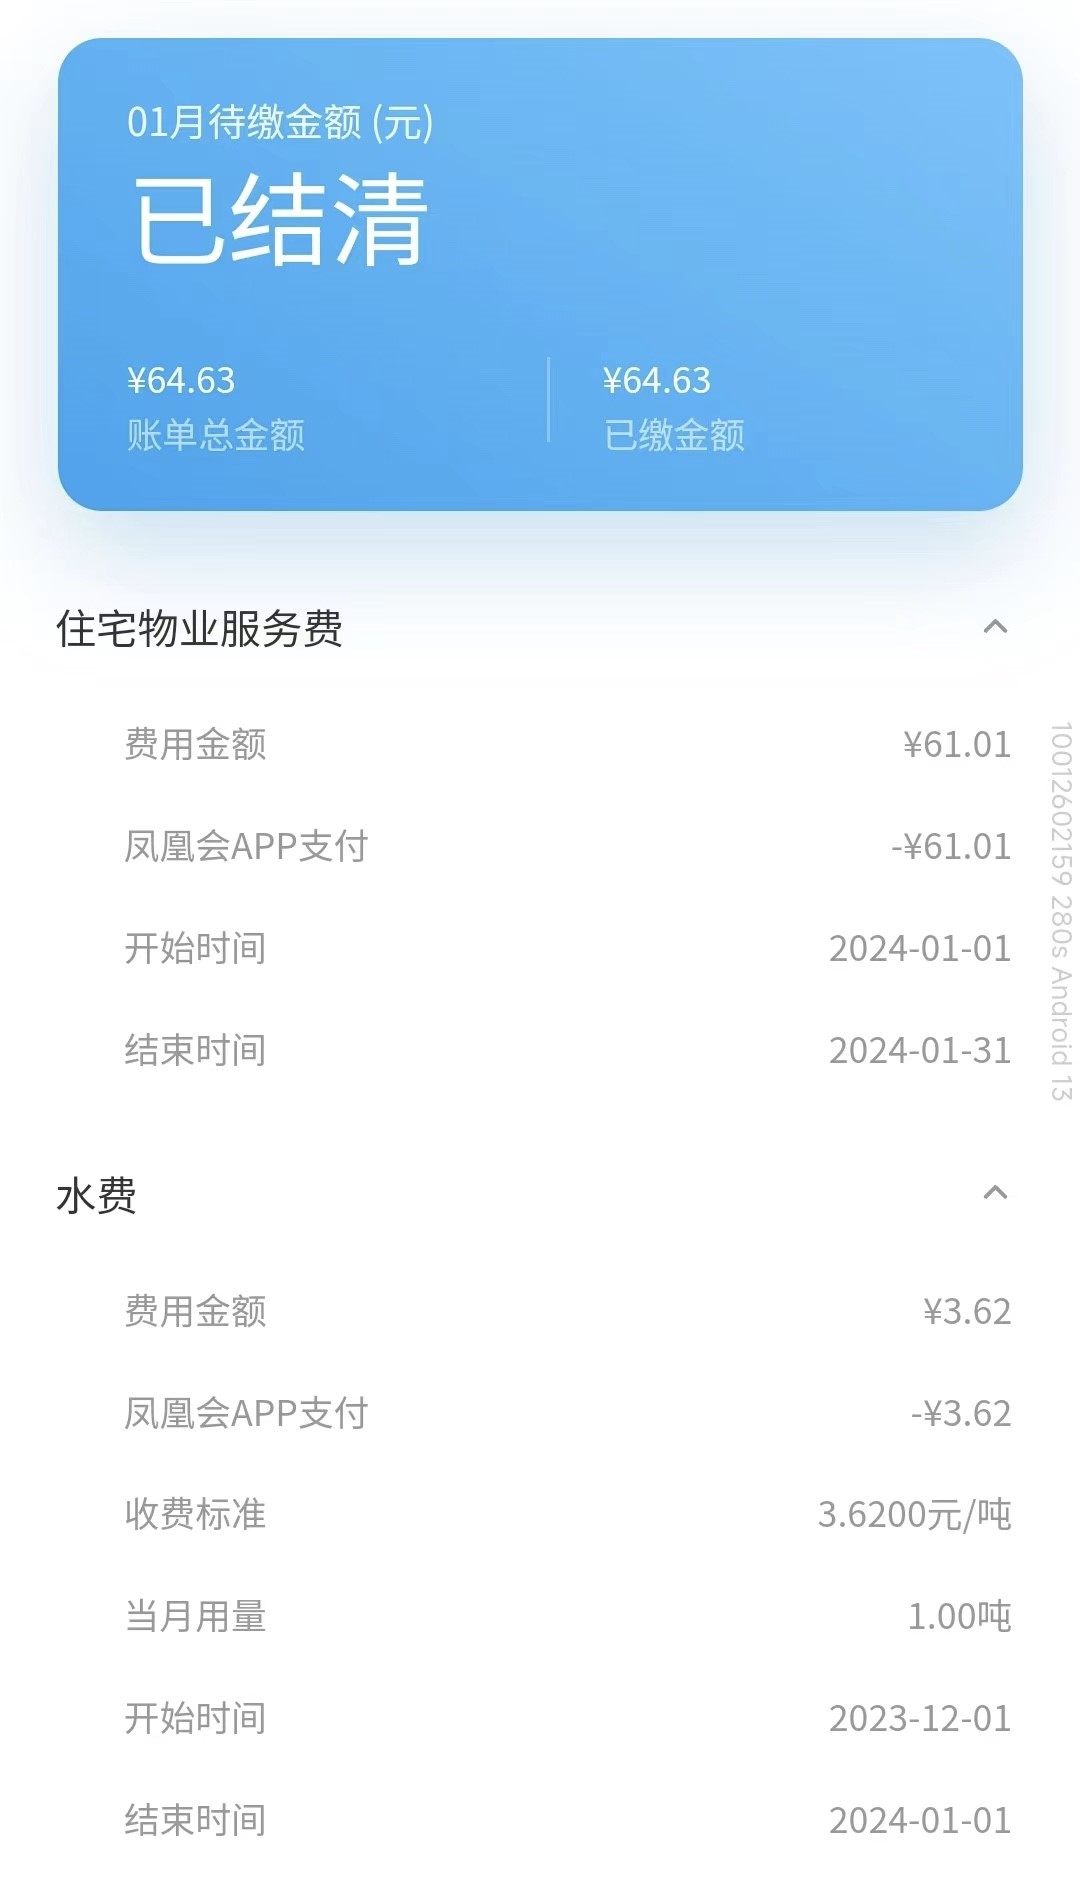 01月待缴金额 (元)
已结清
¥64.63
¥64.63
账单总金额
已缴金额
住宅物业服务费
费用金额
¥61.01
凤凰会APP支付
-¥61.01
开始时间
2024-01-01
结束时间
2024-01-31
水费
费用金额
¥3.62
凤凰会APP支付
-¥3.62
收费标准
3.6200元/吨
当月用量
1.00吨
开始时间
2023-12-01
结束时间
2024-01-01
10012602159 280s Android 13